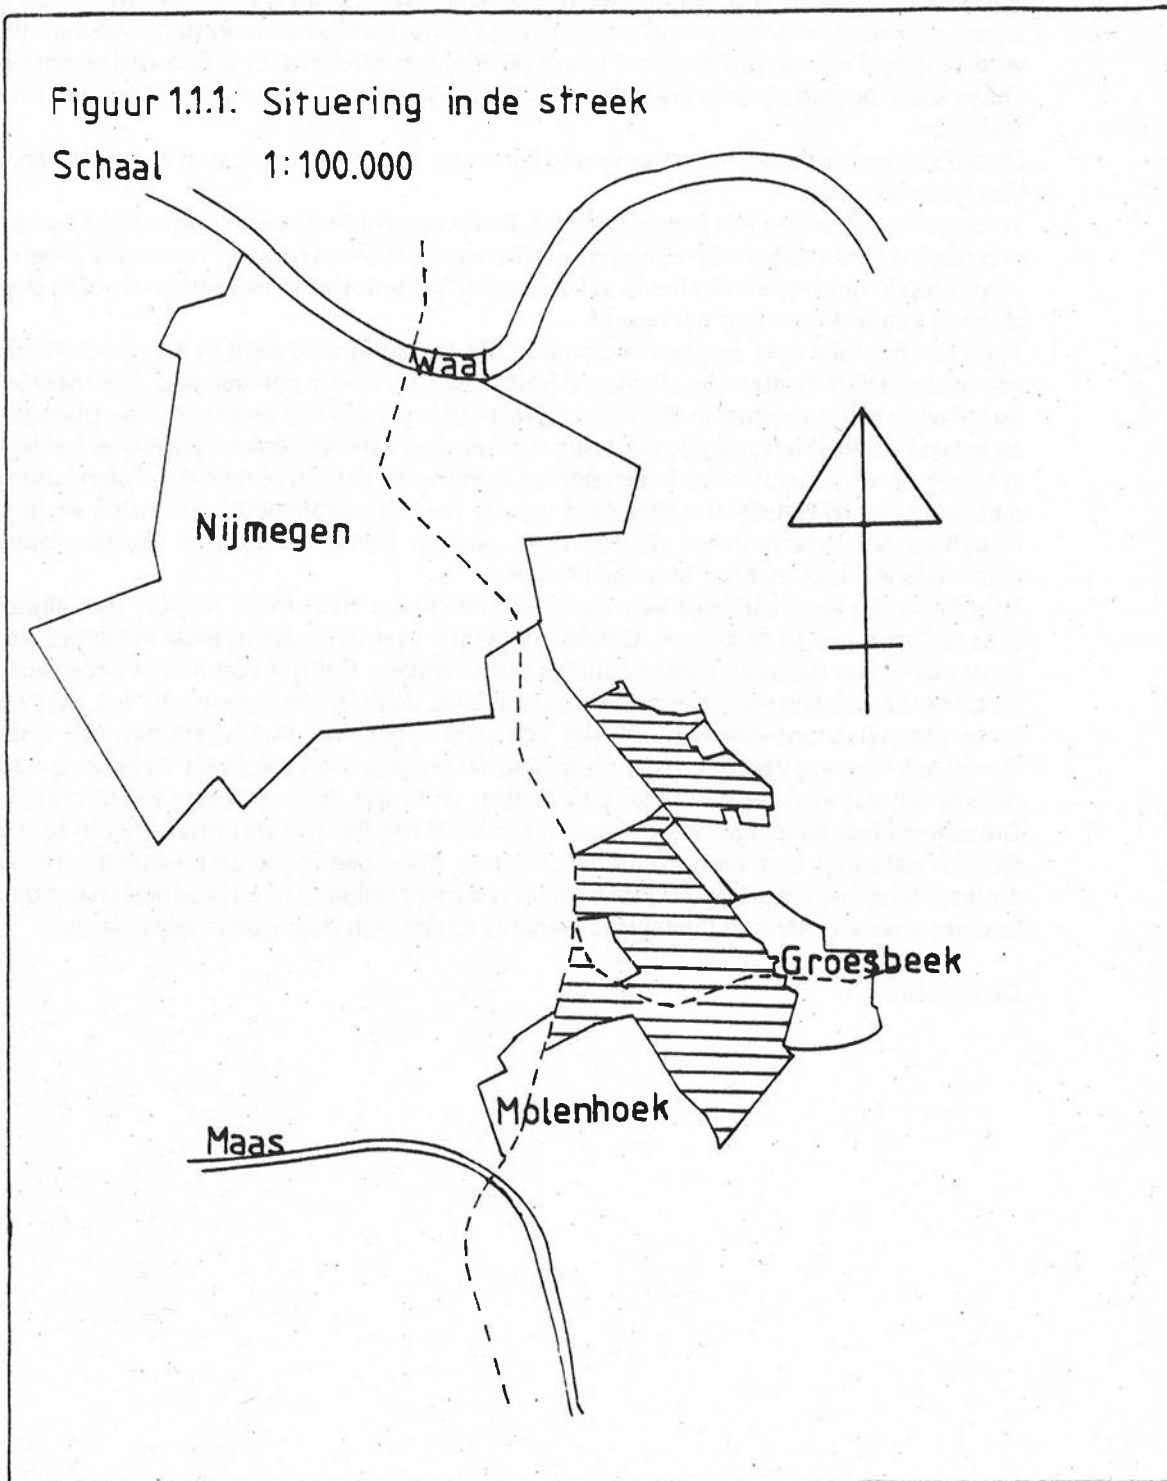 Figuur 1.1.1. Situering in de streek
Schaal 1:100.000
Waal
Nijmegen
Groesbeek
Molenhoek
Maas